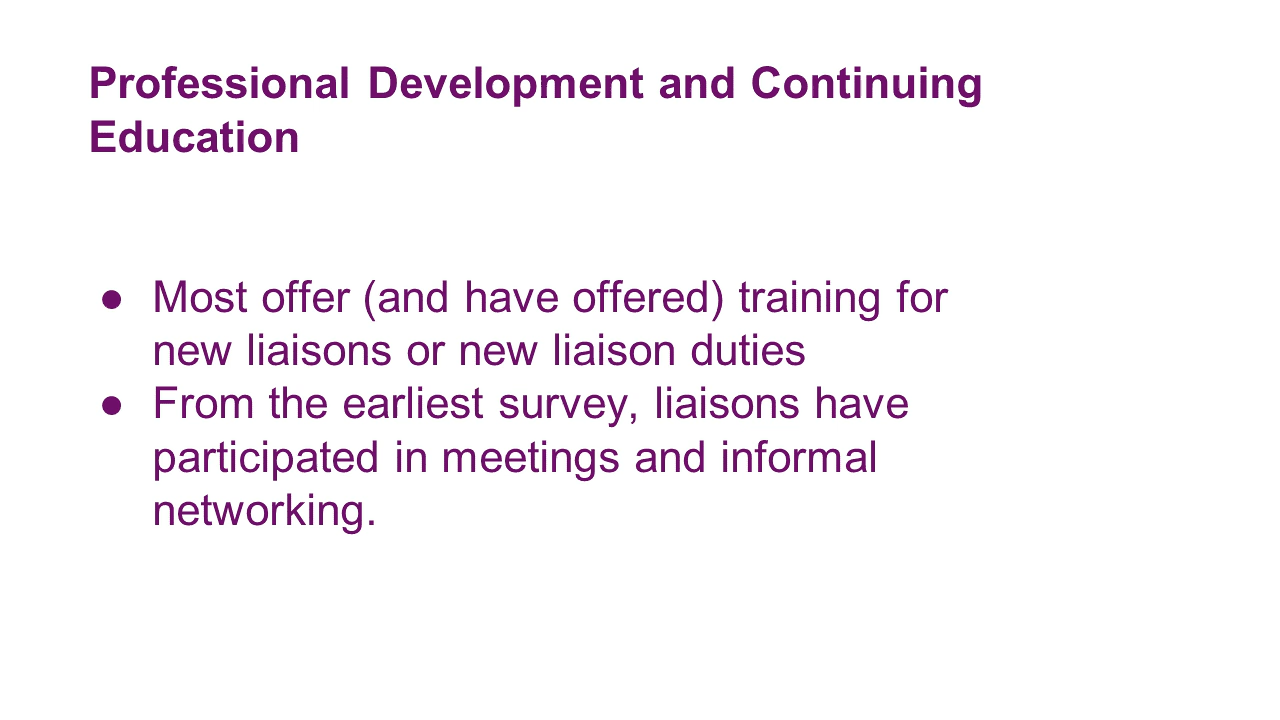 Professional Development and Continuing
Education
● Most offer (and have offered) training for
new liaisons or new liaison duties
● From the earliest survey, liaisons have
participated in meetings and informal
networking.